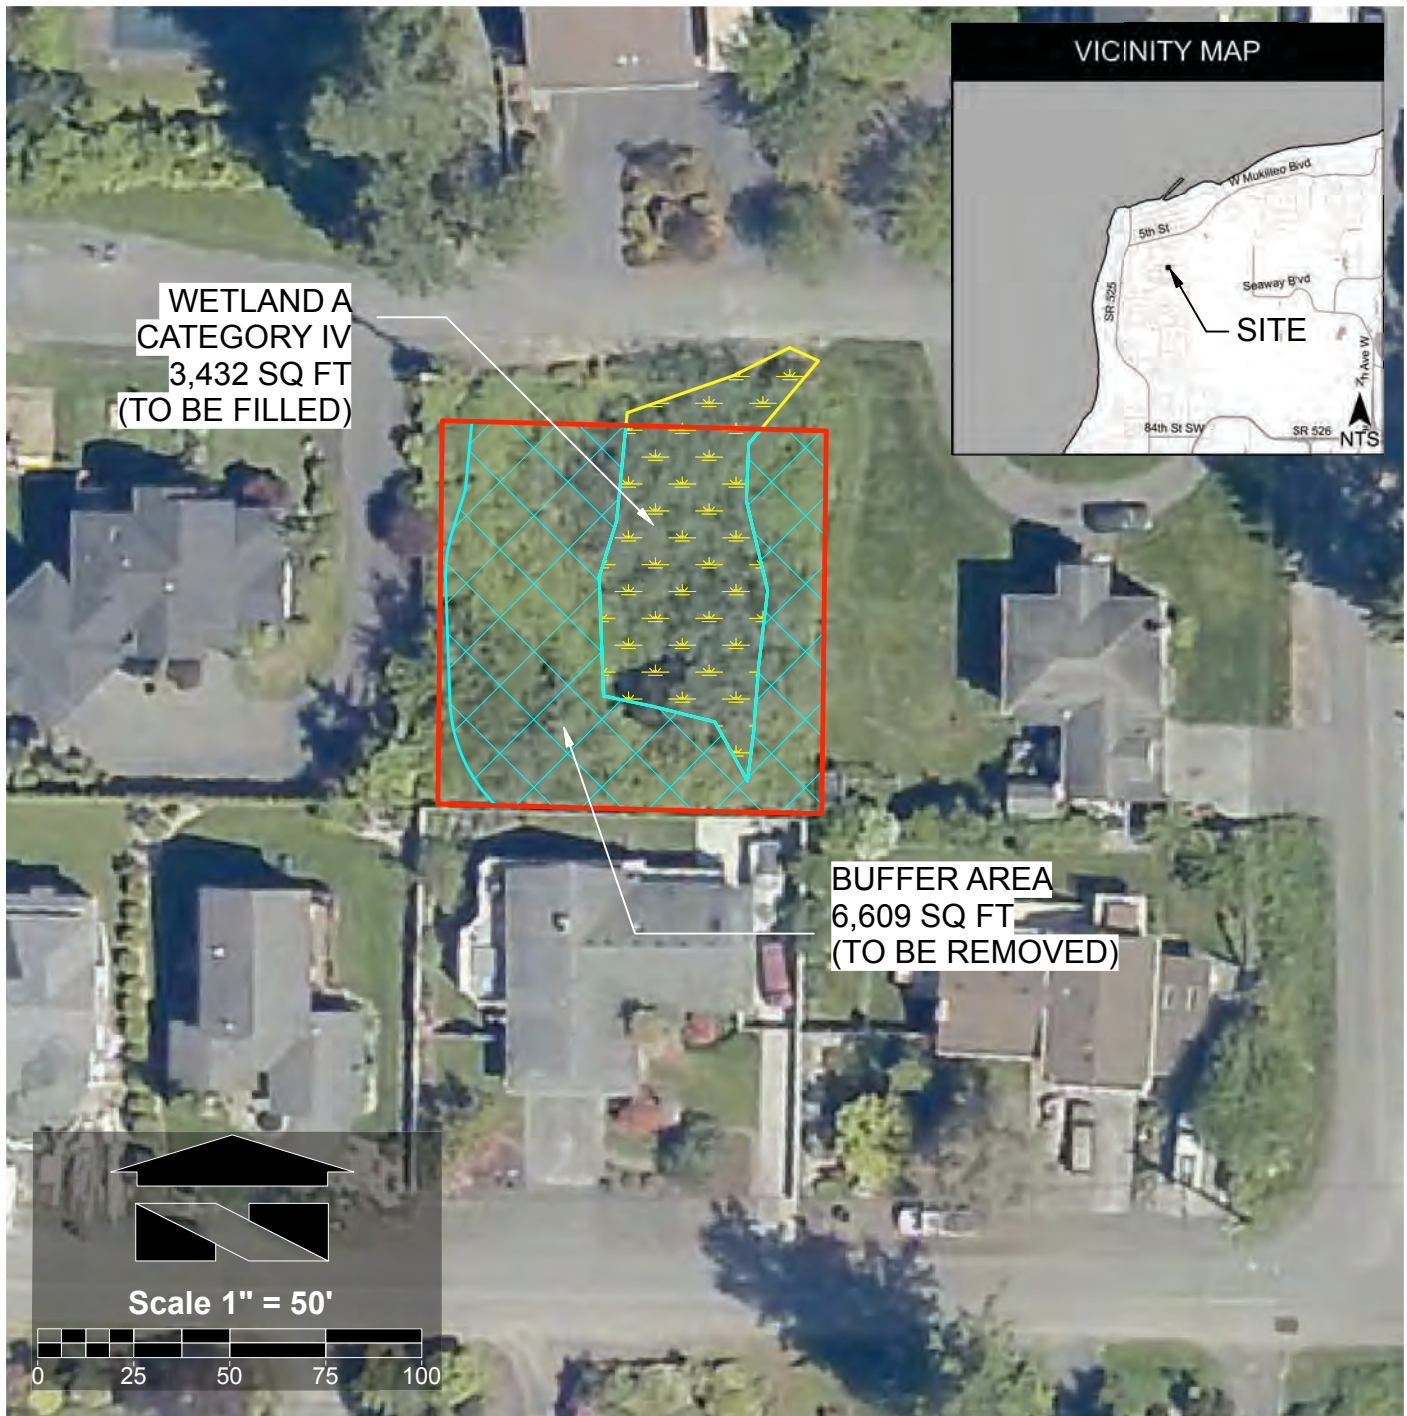 VICINITY MAP
W Mukilteo Blvd
5th St
SR 525
Seaway Blvd
SITE
84th St SW
SR 526
Ave W
N
NTS
WETLAND A
CATEGORY IV
3,432 SQ FT
(TO BE FILLED)
BUFFER AREA
6,609 SQ FT
(TO BE REMOVED)
Scale 1" = 50'
0 25 50 75 100